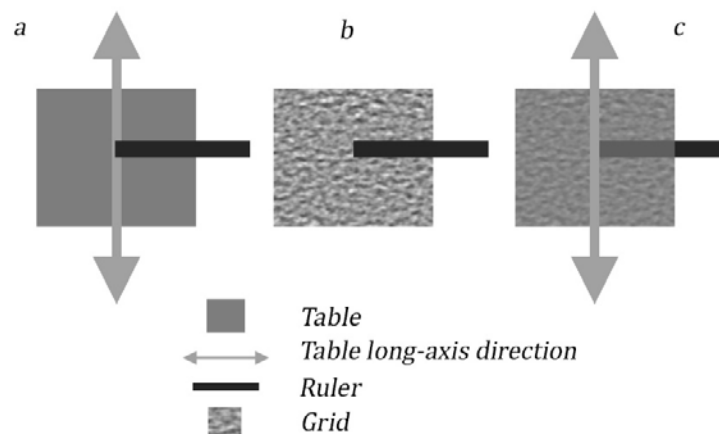 a b c
Table
Table long-axis direction
Ruler
Grid